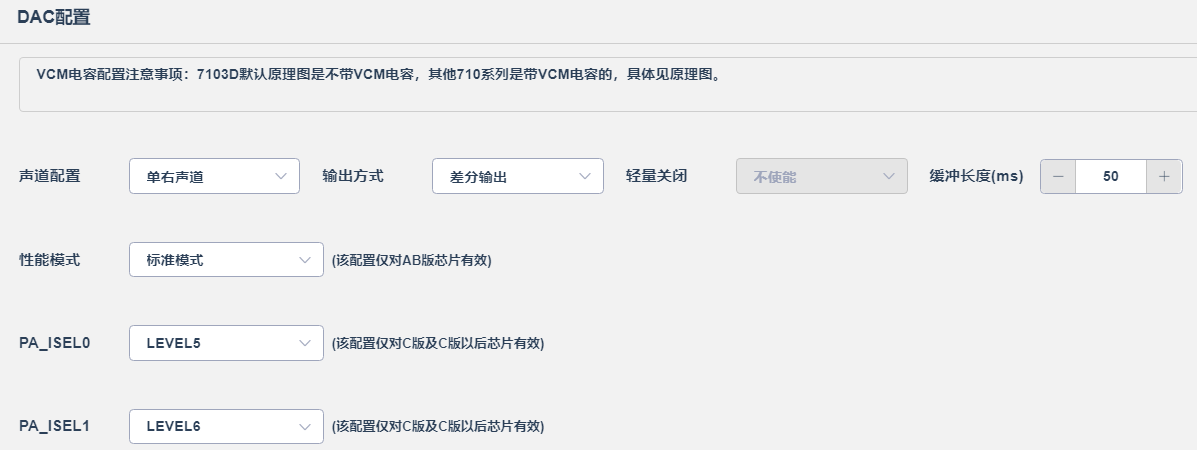 DAC配置
VCM电容配置注意事项：7103D默认原理图是不带VCM电容，其他710系列是带VCM电容的，具体见原理图。
声道配置 单右声道 输出方式 差分输出 轻量关闭 不使能 缓冲长度(ms) − 50 +
性能模式 标准模式 (该配置仅对AB版芯片有效)
PA_ISEL0 LEVEL5 (该配置仅对C版及C版以后芯片有效)
PA_ISEL1 LEVEL6 (该配置仅对C版及C版以后芯片有效)